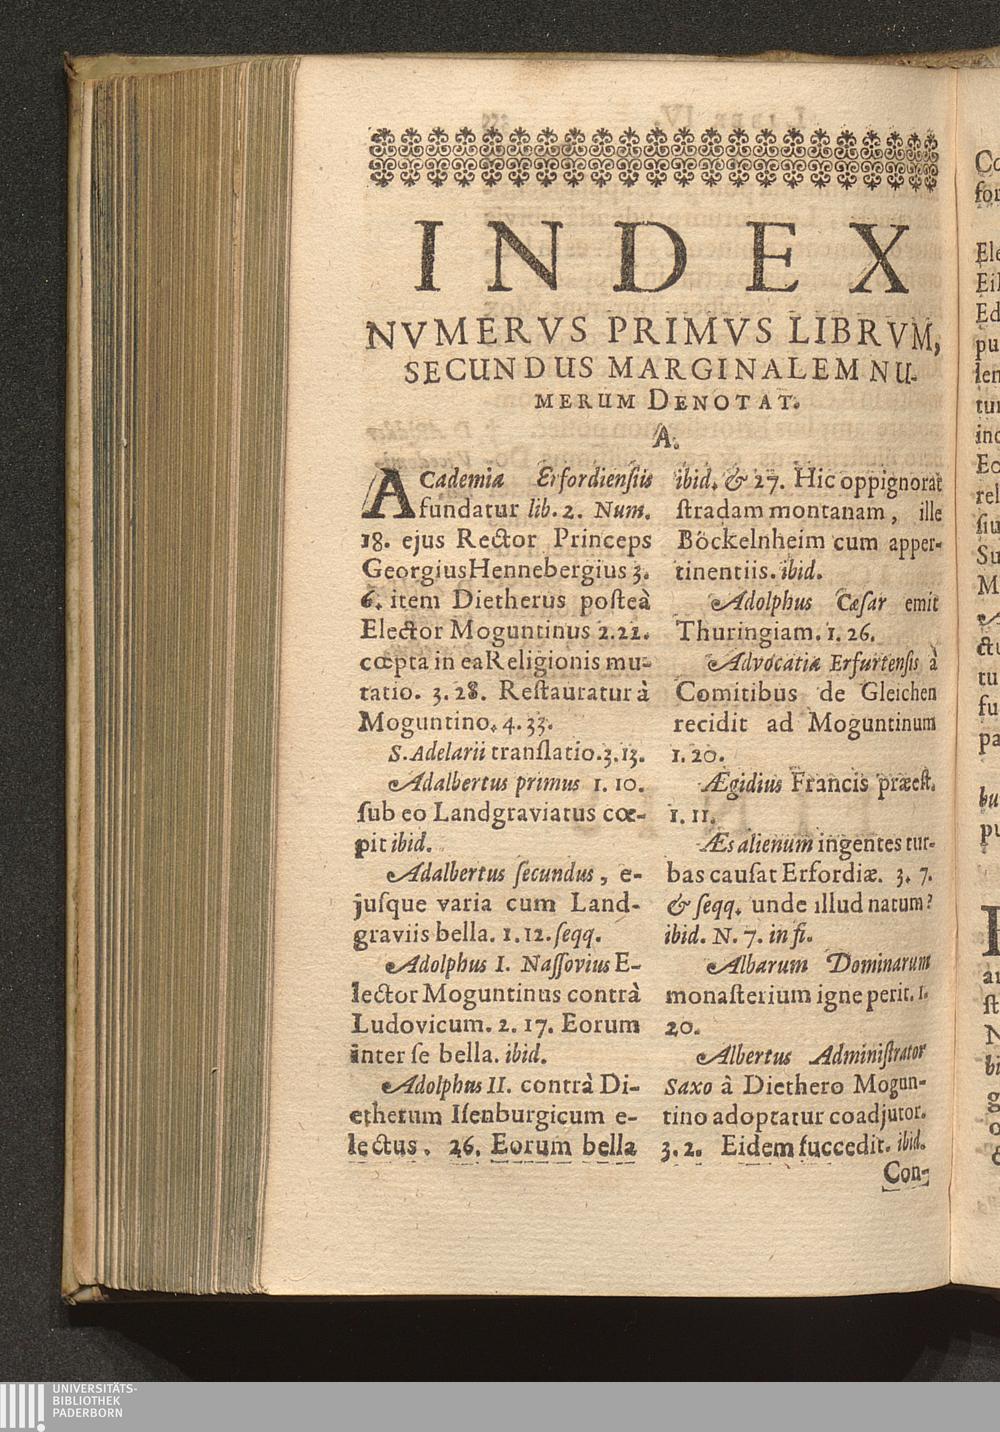 INDEX
NVMERVS PRIMVS LIBRVM,
SECUNDUS MARGINALEM NU-
MERUM DENOTAT.
A.
ACademia Erfordiensiis
fundatur lib. 2. Num.
18. ejus Rector Princeps
Georgius Hennebergius 3.
6. item Dietherus posteà
Elector Moguntinus 2.22.
cœpta in ea Religionis mu-
tatio. 3. 28. Restauratur à
Moguntino. 4. 33.
S. Adelarii translatio. 3. 13.
Adalbertus primus 1. 10.
sub eo Landgraviatus cœ-
pit ibid.
Adalbertus secundus, e-
jusque varia cum Land-
graviis bella. 1. 12. seqq.
Adolphus I. Nassovius E-
lector Moguntinus contrà
Ludovicum. 2. 17. Eorum
inter se bella. ibid.
Adolphus II. contrà Di-
etherum Isenburgicum e-
lectus. 26. Eorum bella
ibid. & 27. Hic oppignorat
stradam montanam, ille
Böckelnheim cum apper-
tinentiis. ibid.
Adolphus Cæsar emit
Thuringiam. 1. 26.
Advocatia Erfurtensis à
Comitibus de Gleichen
recidit ad Moguntinum
1. 20.
Ægidius Francis præest.
1. 11.
Æs alienum ingentes tur-
bas causat Erfordiæ. 3. 7.
& seqq. unde illud natum?
ibid. N. 7. in fi.
Albarum Dominarum
monasterium igne perit. 1.
20.
Albertus Administrator
Saxo â Diethero Mogun-
tino adoptatur coadjutor.
3. 2. Eidem succedit. ibid.
Con-
UNIVERSITÄTS-
BIBLIOTHEK
PADERBORN